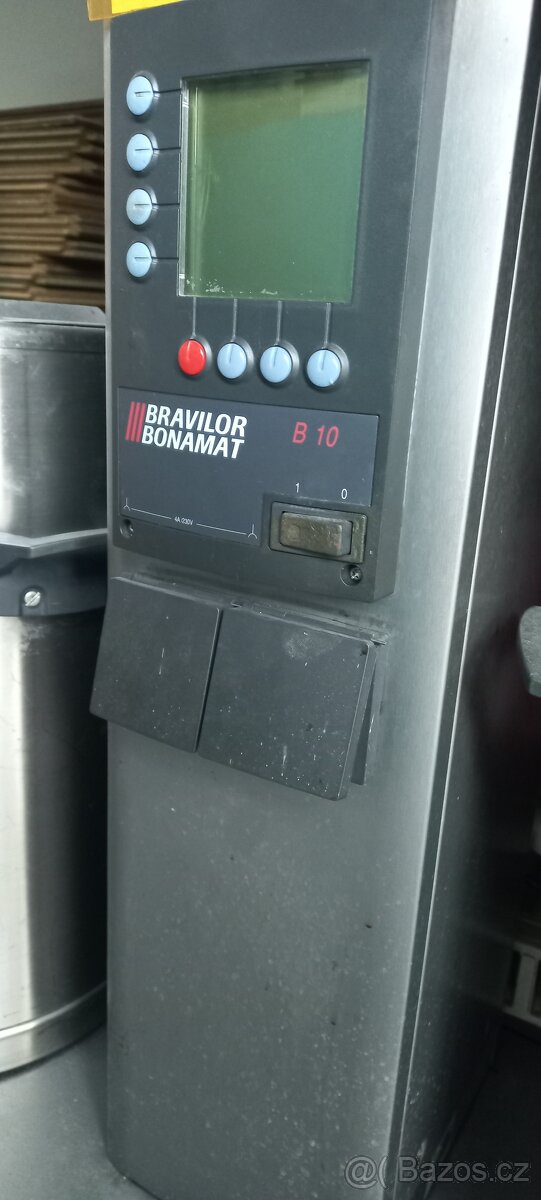 BRAVILOR
BONAMAT
B 10
1 0
4A /230V
@( Bazos.cz